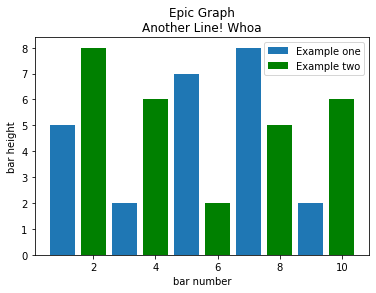 Epic Graph
Another Line! Whoa
Example one
Example two
8
7
6
5
4
3
2
1
0
bar height
2 4 6 8 10
bar number